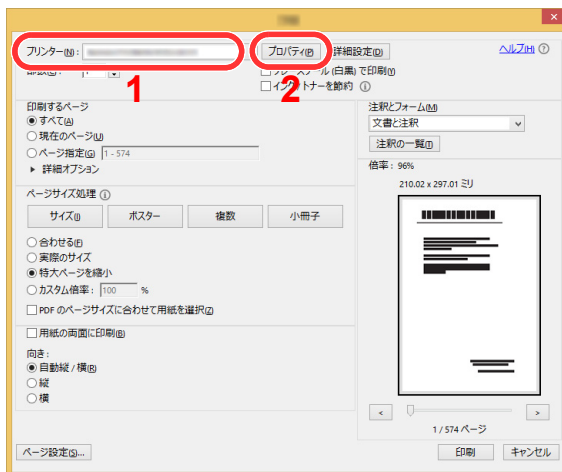 プリンター(N):
プロパティ(P)
詳細設定(D)
ヘルプ(H)
1
2
部数(C): 1
グレースケール (白黒) で印刷(Y)
インク/トナーを節約
印刷するページ
すべて(A)
現在のページ(U)
ページ指定(G) 1 - 574
詳細オプション
ページサイズ処理
サイズ(I) ポスター 複数 小冊子
合わせる(F)
実際のサイズ
特大ページを縮小
カスタム倍率: 100 %
PDF のページサイズに合わせて用紙を選択(Z)
用紙の両面に印刷(B)
向き:
自動縦 / 横(R)
縦
横
注釈とフォーム(M)
文書と注釈
注釈の一覧(T)
倍率: 96%
210.02 x 297.01 ミリ
<
>
1 / 574 ページ
ページ設定(S)...
印刷 キャンセル